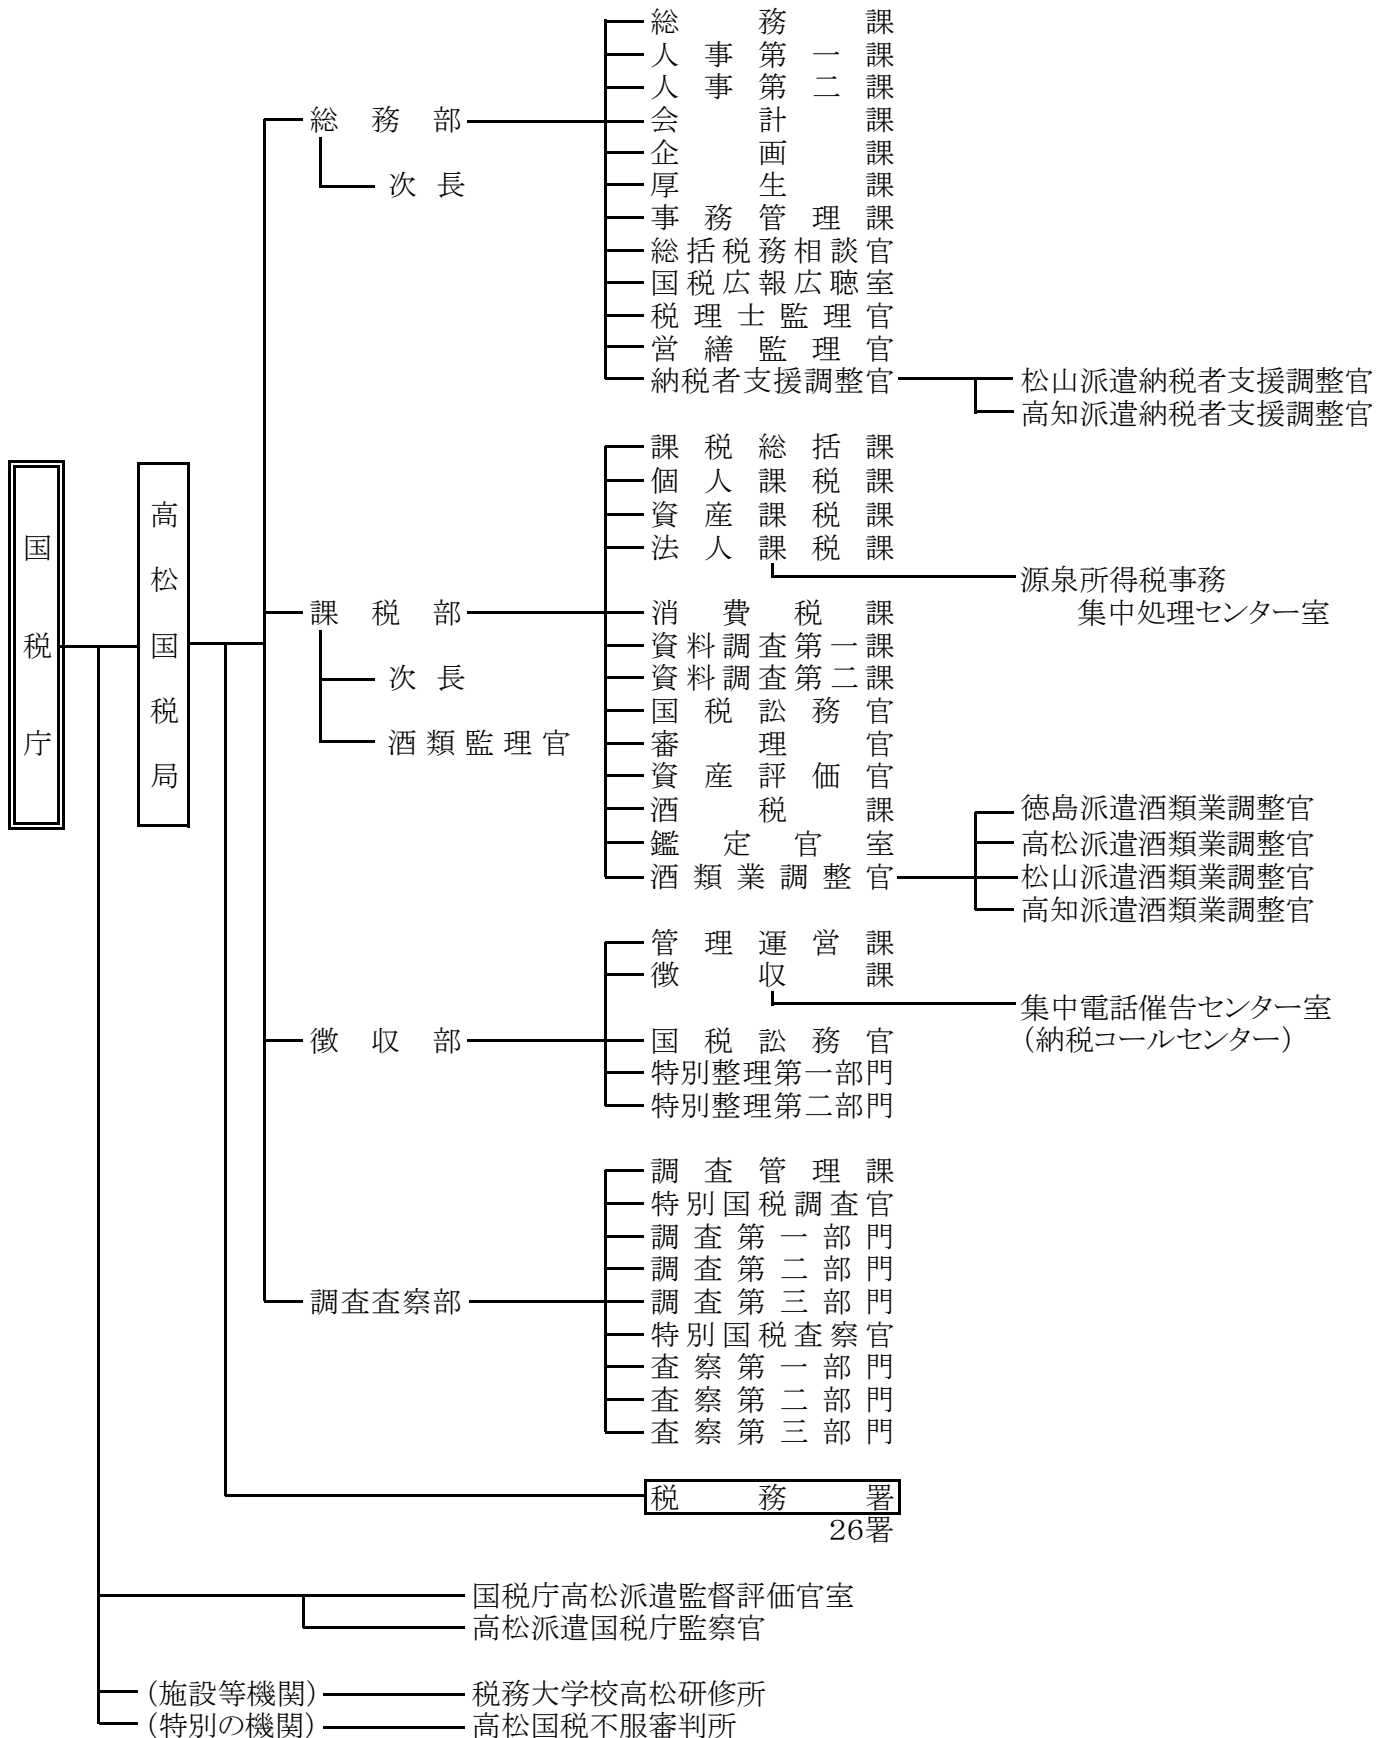 国税庁
高松国税局
総務部
次長
総務課
人事第一課
人事第二課
会計課
企画課
厚生課
事務管理課
総括税務相談官
国税広報広聴室
税理士監理官
営繕監理官
納税者支援調整官
松山派遣納税者支援調整官
高知派遣納税者支援調整官
課税部
次長
酒類監理官
課税総括課
個人課税課
資産課税課
法人課税課
源泉所得税事務
集中処理センター室
消費税課
資料調査第一課
資料調査第二課
国税訟務官
審理官
資産評価官
酒税課
鑑定官室
酒類業調整官
徳島派遣酒類業調整官
高松派遣酒類業調整官
松山派遣酒類業調整官
高知派遣酒類業調整官
徴収部
管理運営課
徴収課
集中電話催告センター室
（納税コールセンター）
国税訟務官
特別整理第一部門
特別整理第二部門
調査査察部
調査管理課
特別国税調査官
調査第一部門
調査第二部門
調査第三部門
特別国税査察官
査察第一部門
査察第二部門
査察第三部門
税務署
26署
国税庁高松派遣監督評価官室
高松派遣国税庁監察官
（施設等機関） 税務大学校高松研修所
（特別の機関） 高松国税不服審判所